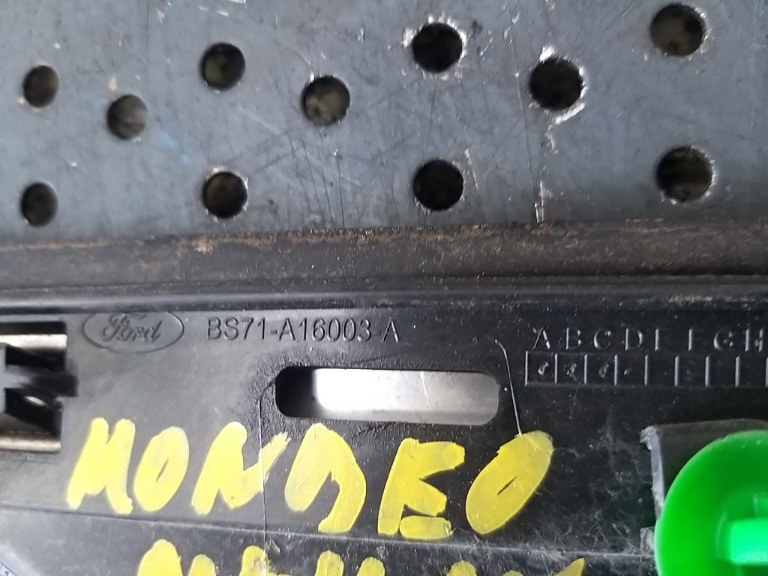 Ford BS71-A16003-A
A B C D E F G H
MONDEO